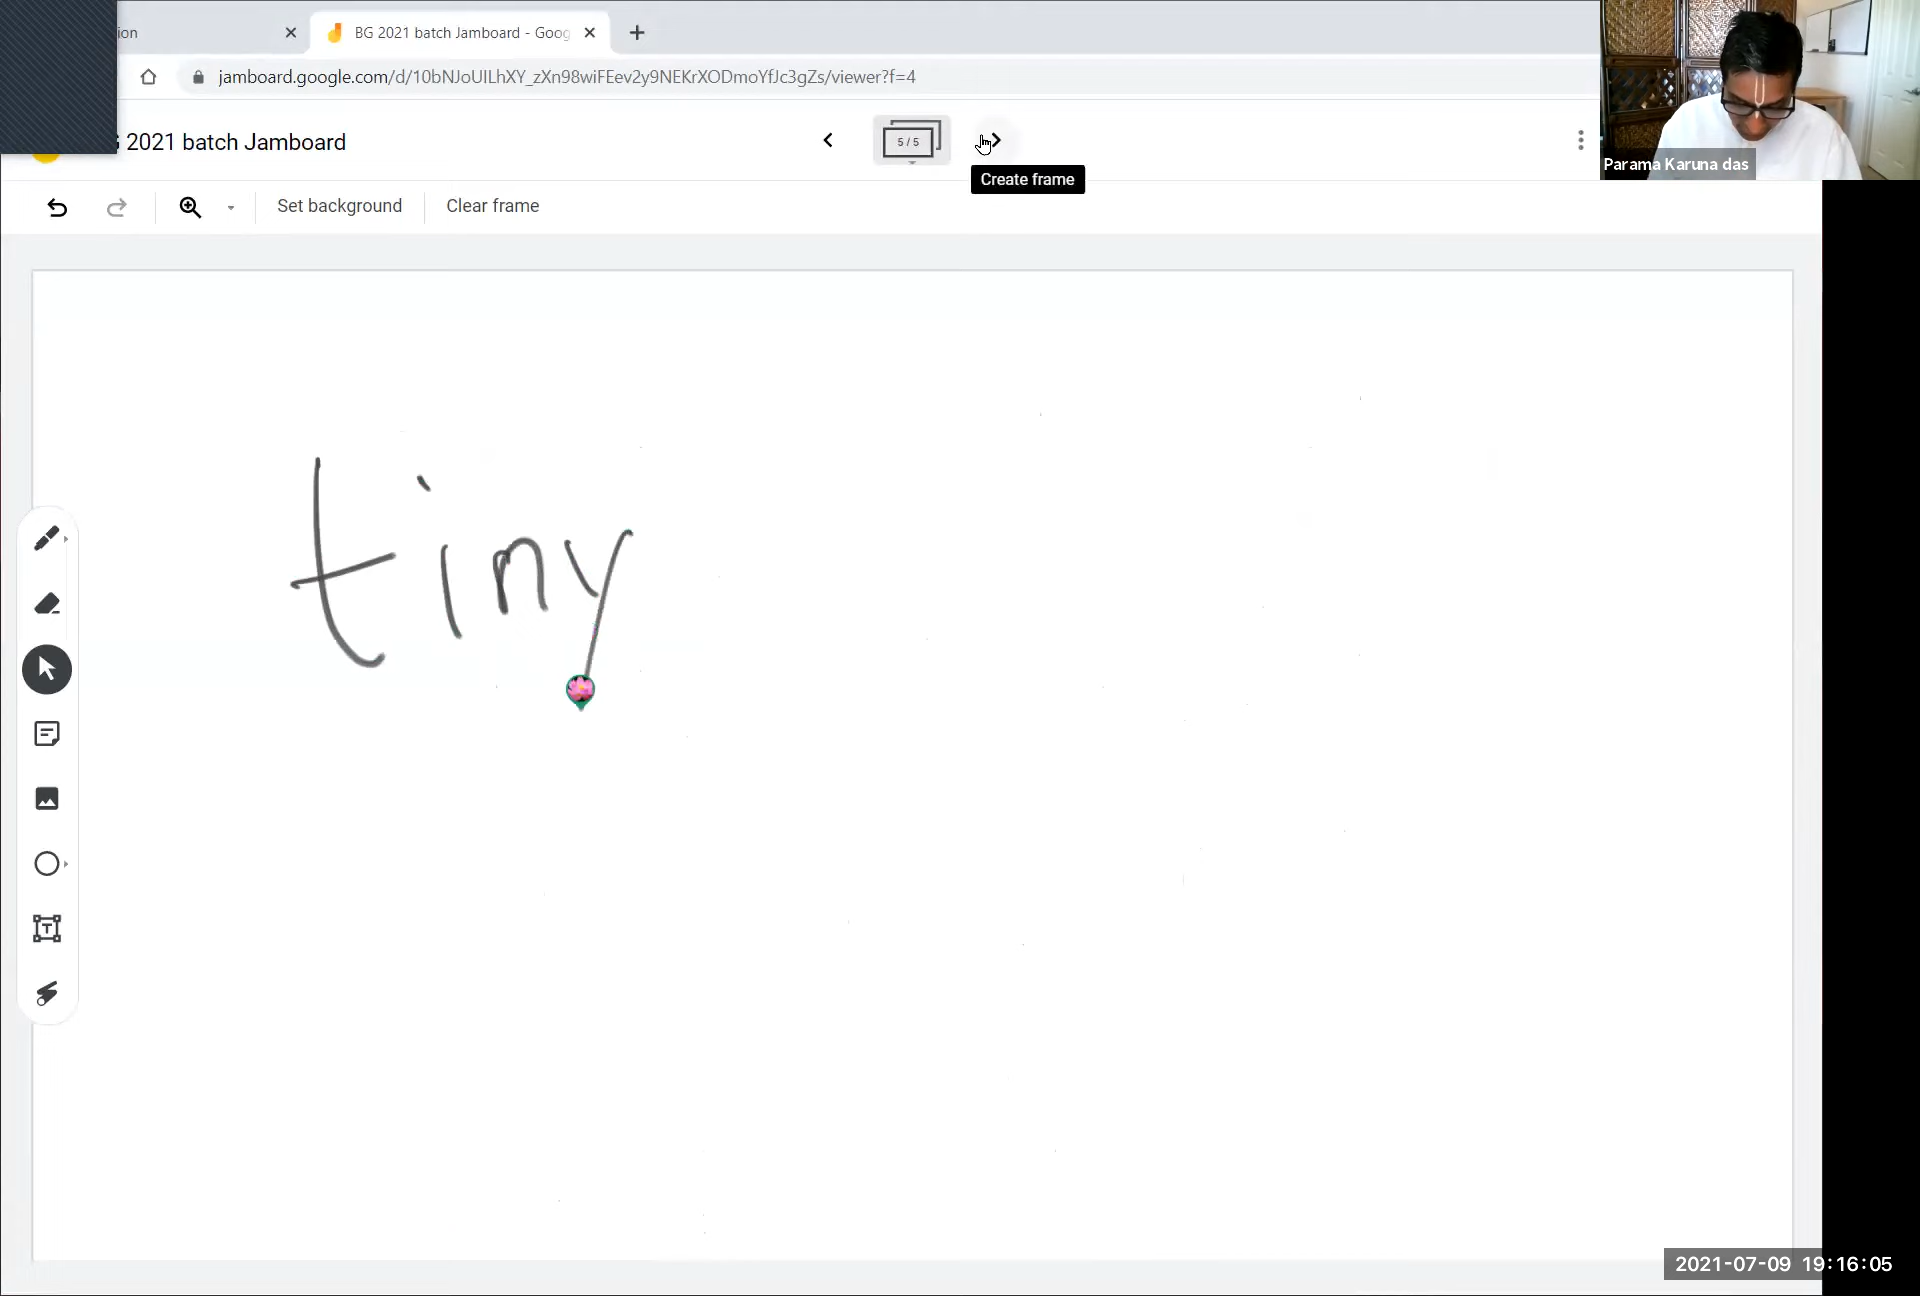 ion
BG 2021 batch Jamboard - Goog
jamboard.google.com/d/10bNJoUILhXY_zXn98wiFEev2y9NEKrXODmoYfJc3gZs/viewer?f=4
2021 batch Jamboard
5 / 5
Create frame
Parama Karuna das
Set background
Clear frame
tiny
2021-07-09 19:16:05